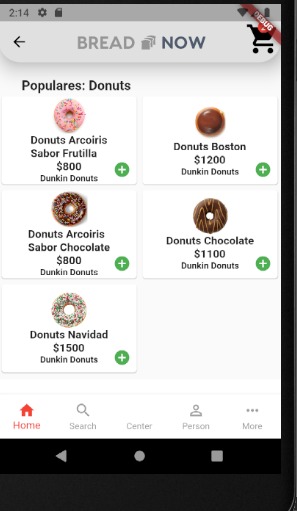 2:14
DEBUG
BREAD NOW
Populares: Donuts
Donuts Arcoiris
Sabor Frutilla
$800
Dunkin Donuts
Donuts Boston
$1200
Dunkin Donuts
Donuts Arcoiris
Sabor Chocolate
$800
Dunkin Donuts
Donuts Chocolate
$1100
Dunkin Donuts
Donuts Navidad
$1500
Dunkin Donuts
Home
Search
Center
Person
More